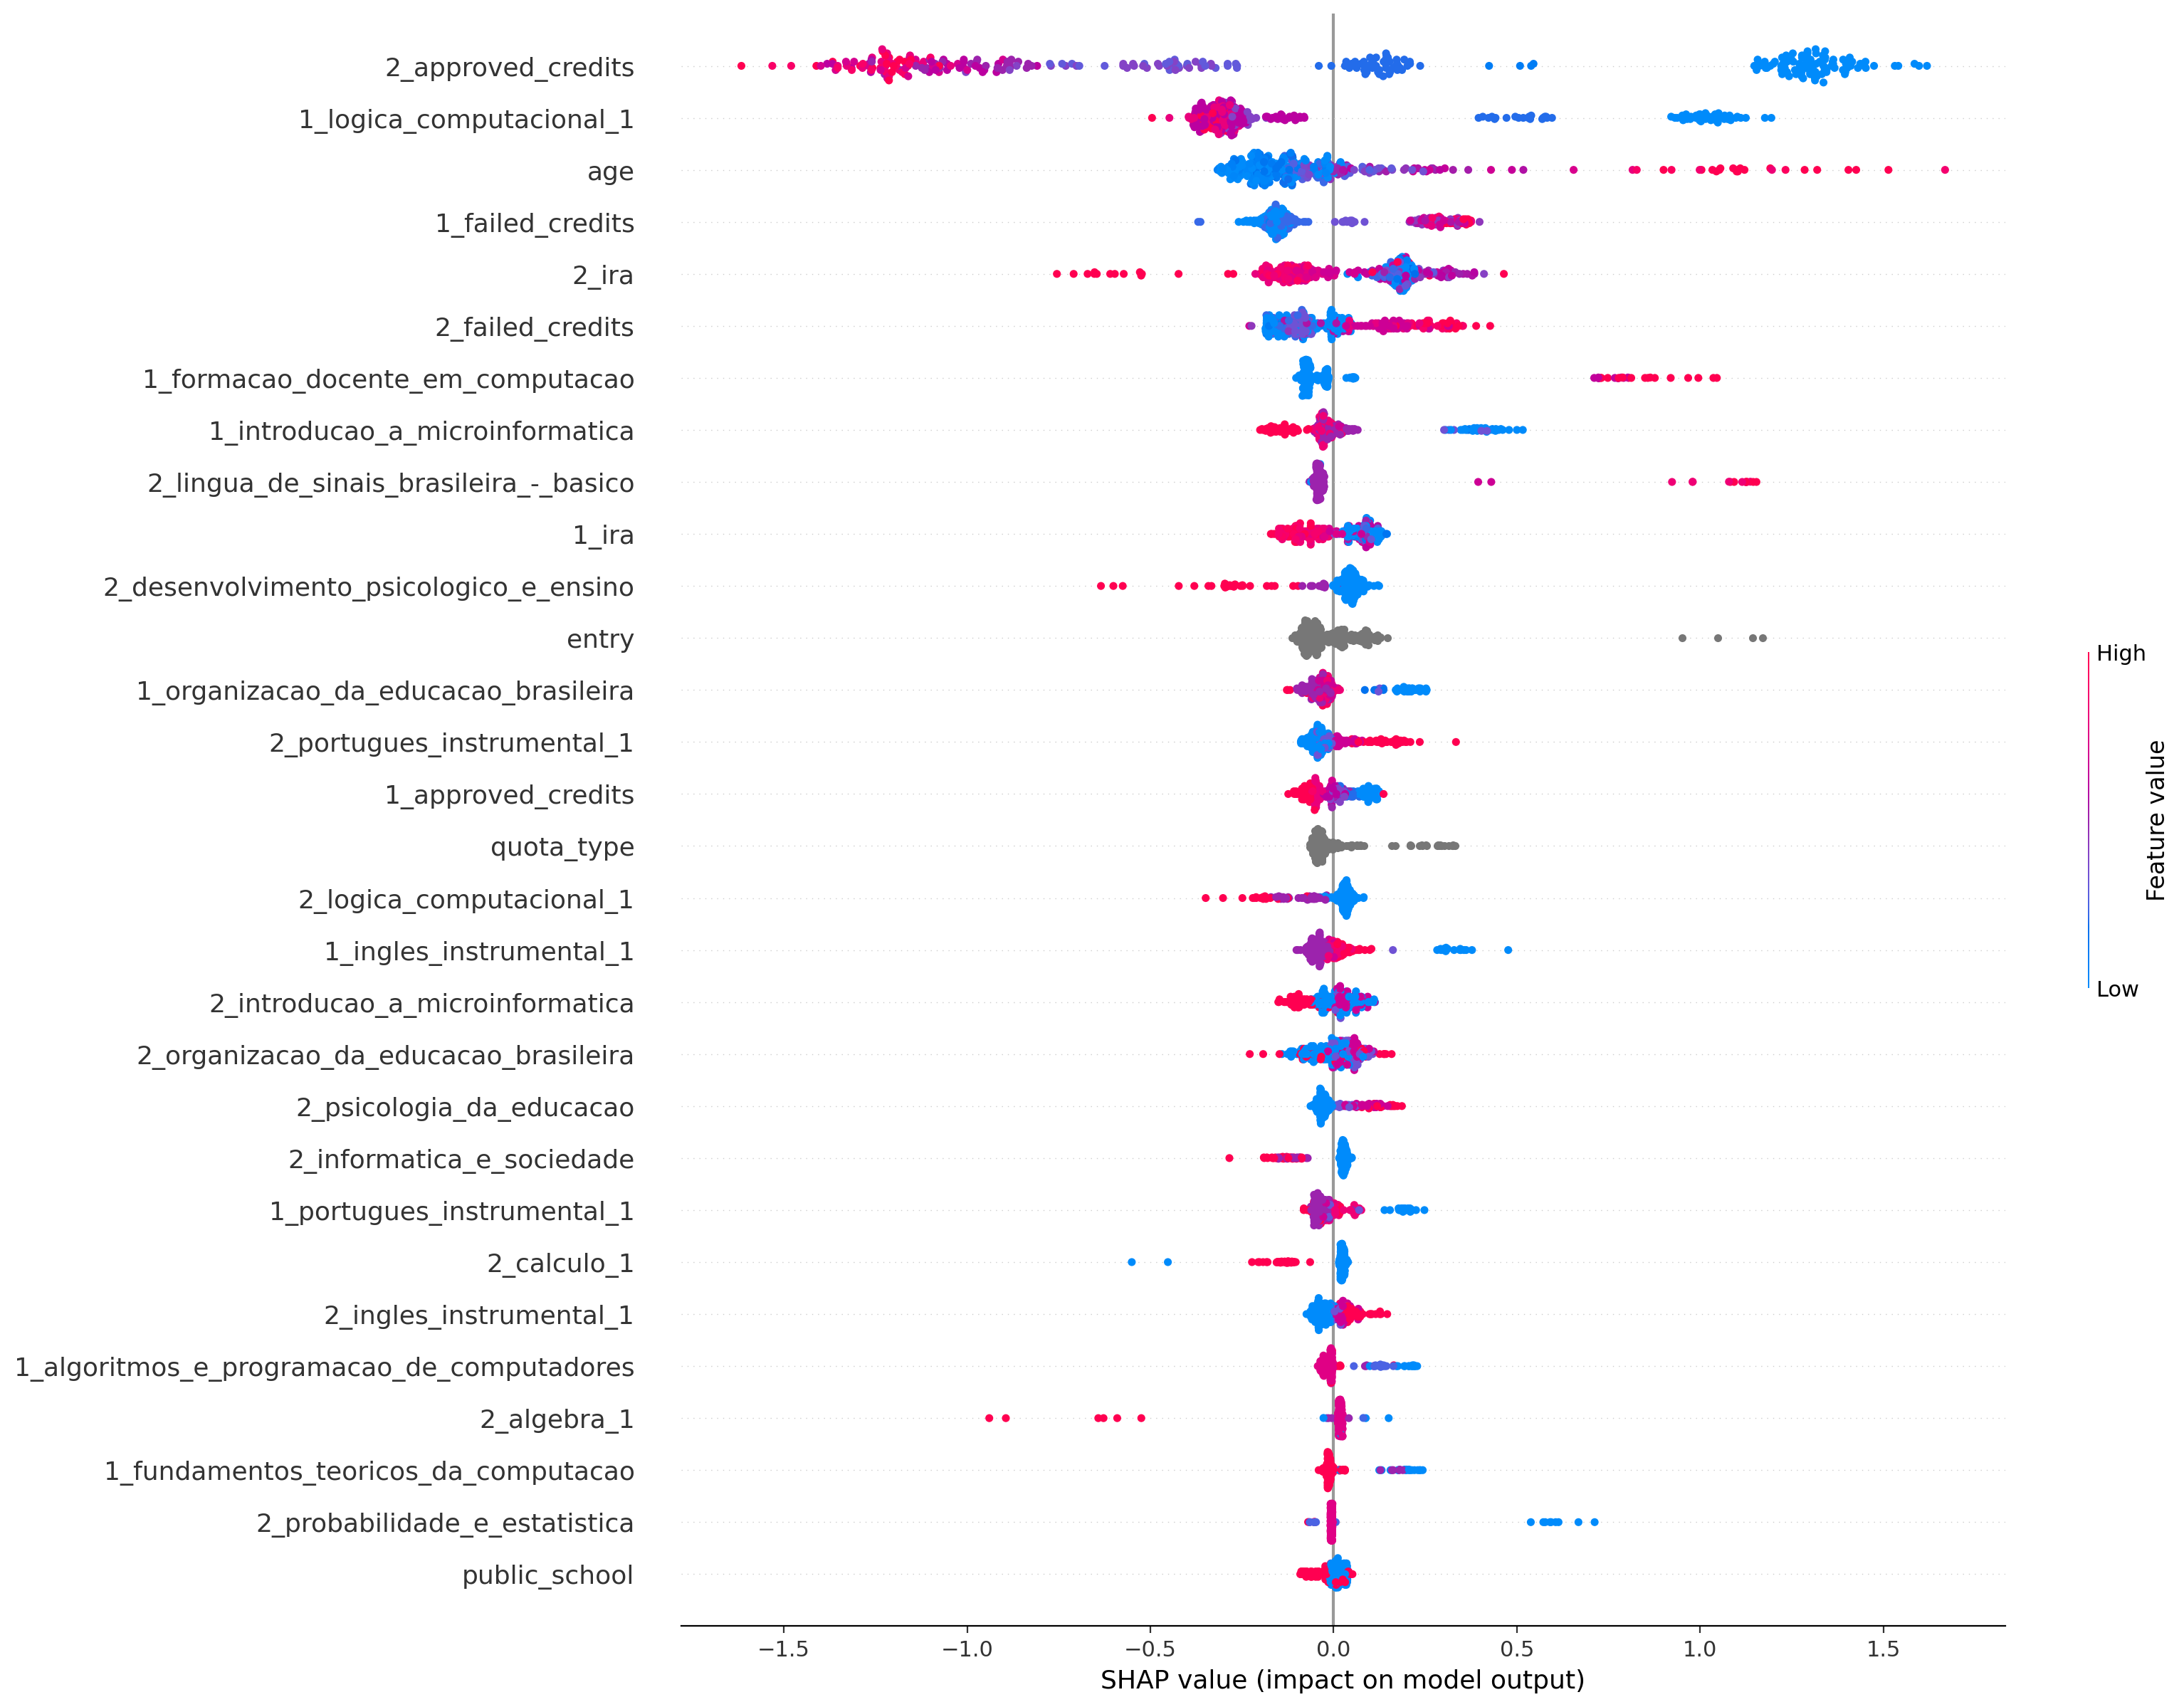 2_approved_credits
1_logica_computacional_1
age
1_failed_credits
2_ira
2_failed_credits
1_formacao_docente_em_computacao
1_introducao_a_microinformatica
2_lingua_de_sinais_brasileira_-_basico
1_ira
2_desenvolvimento_psicologico_e_ensino
entry
1_organizacao_da_educacao_brasileira
2_portugues_instrumental_1
1_approved_credits
quota_type
2_logica_computacional_1
1_ingles_instrumental_1
2_introducao_a_microinformatica
2_organizacao_da_educacao_brasileira
2_psicologia_da_educacao
2_informatica_e_sociedade
1_portugues_instrumental_1
2_calculo_1
2_ingles_instrumental_1
1_algoritmos_e_programacao_de_computadores
2_algebra_1
1_fundamentos_teoricos_da_computacao
2_probabilidade_e_estatistica
public_school
−1.5 −1.0 −0.5 0.0 0.5 1.0 1.5
SHAP value (impact on model output)
High
Feature value
Low